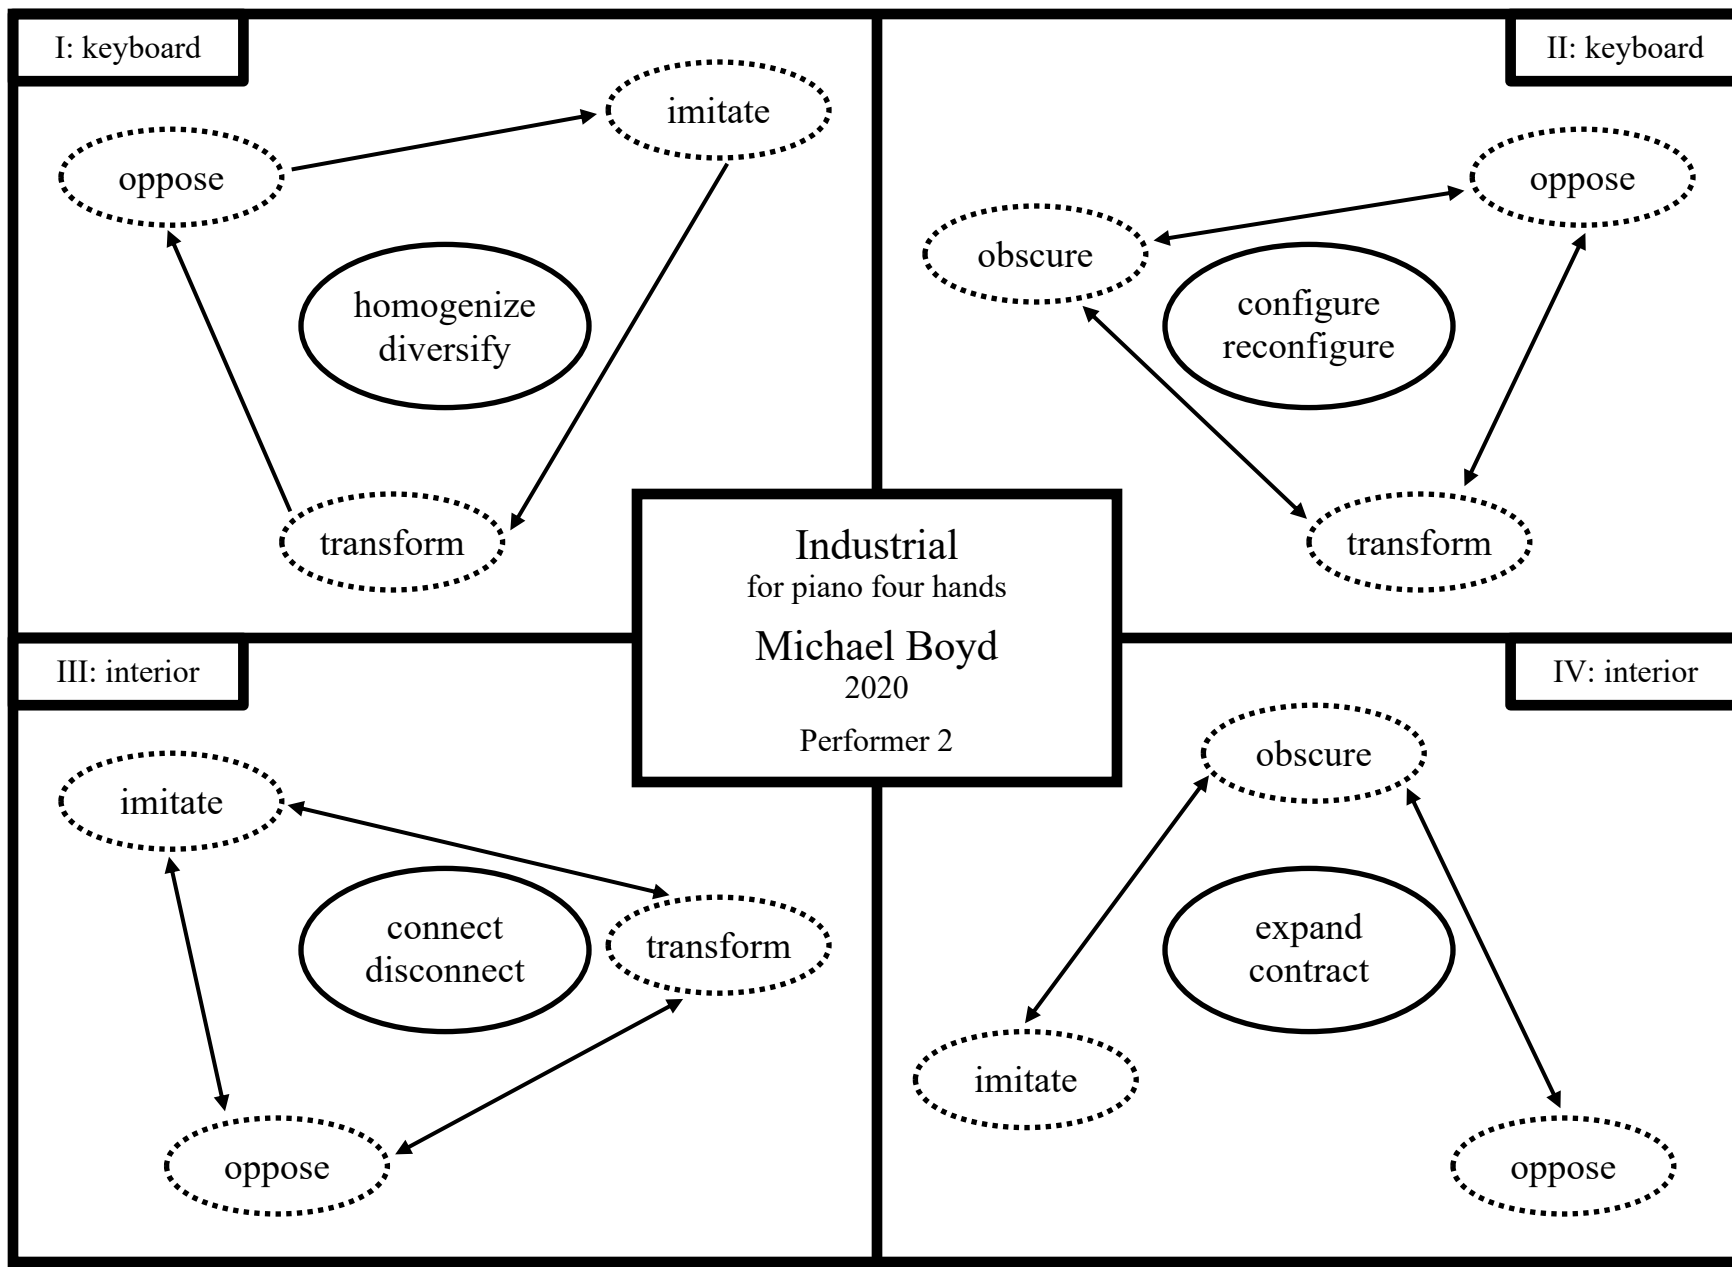 I: keyboard
imitate
oppose
homogenize
diversify
transform
II: keyboard
oppose
obscure
configure
reconfigure
transform
Industrial
for piano four hands
Michael Boyd
2020
Performer 2
III: interior
imitate
connect
disconnect
transform
oppose
IV: interior
obscure
expand
contract
imitate
oppose